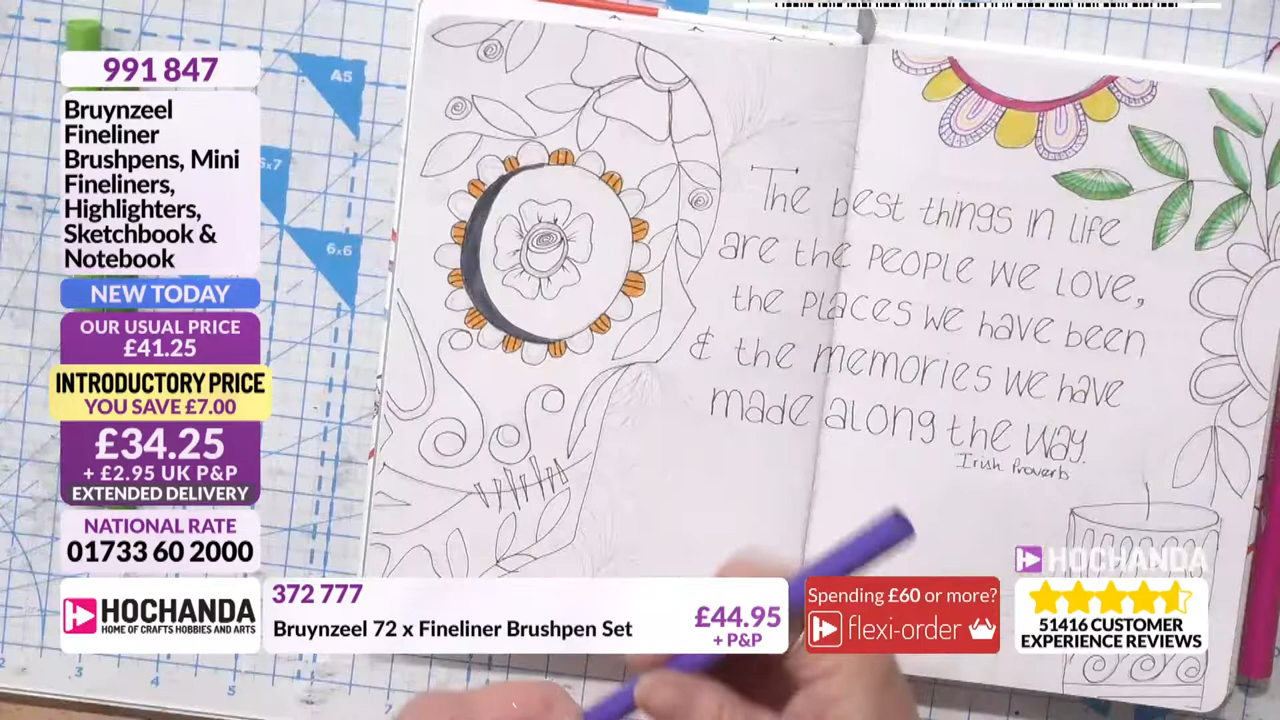 991 847
Bruynzeel
Fineliner
Brushpens, Mini
Fineliners,
Highlighters,
Sketchbook &
Notebook
NEW TODAY
OUR USUAL PRICE
£41.25
INTRODUCTORY PRICE
YOU SAVE £7.00
£34.25
+ £2.95 UK P&P
EXTENDED DELIVERY
NATIONAL RATE
01733 60 2000
A5
5x7
6x6
The best things in life
are the people we love,
the places we have been
& the memories we have
made along the way.
Irish Proverb
HOCHANDA
HOCHANDA
HOME OF CRAFTS HOBBIES AND ARTS
372 777
Bruynzeel 72 x Fineliner Brushpen Set
£44.95
+ P&P
Spending £60 or more?
flexi-order
51416 CUSTOMER
EXPERIENCE REVIEWS
3
5
7